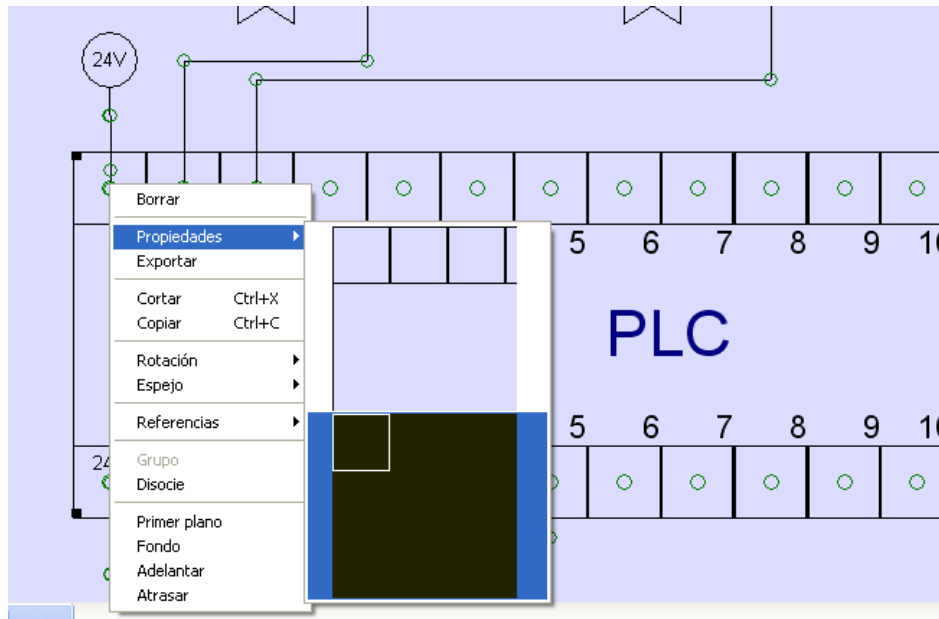 24V
Borrar
Propiedades
Exportar
Cortar Ctrl+X
Copiar Ctrl+C
Rotación
Espejo
Referencias
Grupo
Disocie
Primer plano
Fondo
Adelantar
Atrasar
5 6 7 8 9
PLC
5 6 7 8 9
24